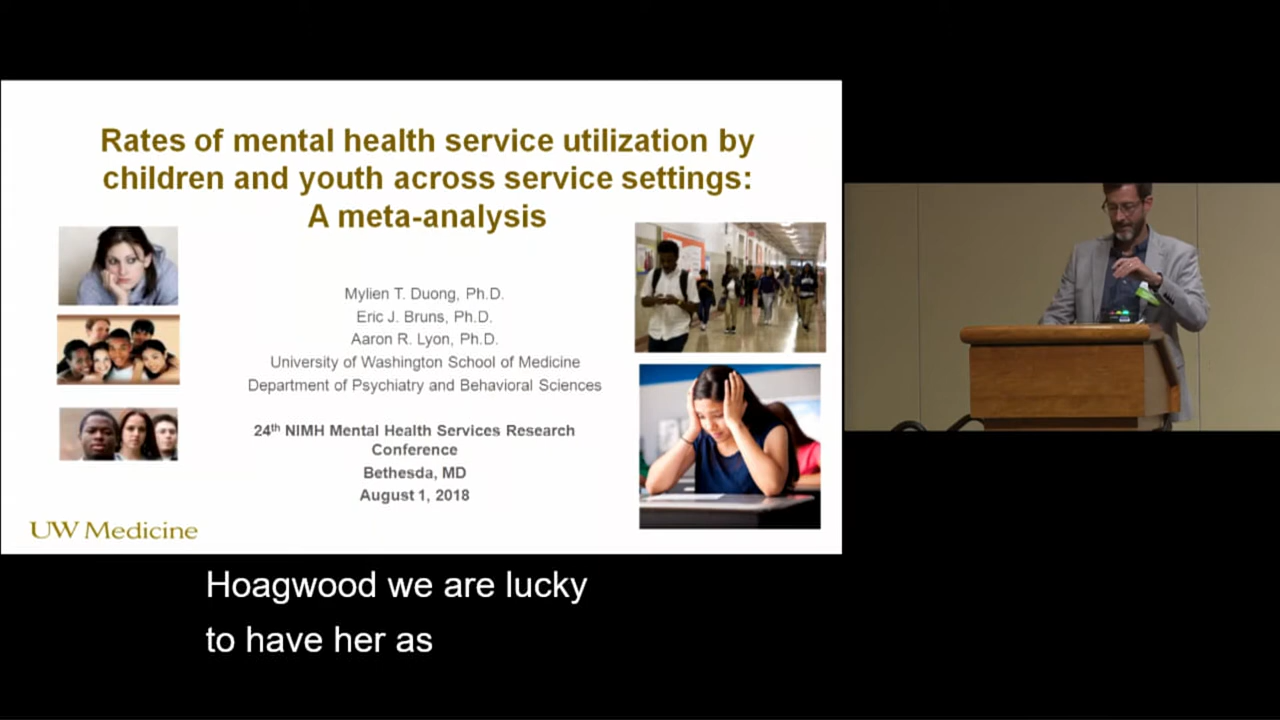 Rates of mental health service utilization by
children and youth across service settings:
A meta-analysis
Mylien T. Duong, Ph.D.
Eric J. Bruns, Ph.D.
Aaron R. Lyon, Ph.D.
University of Washington School of Medicine
Department of Psychiatry and Behavioral Sciences
24th NIMH Mental Health Services Research
Conference
Bethesda, MD
August 1, 2018
UW Medicine
Hoagwood we are lucky
to have her as